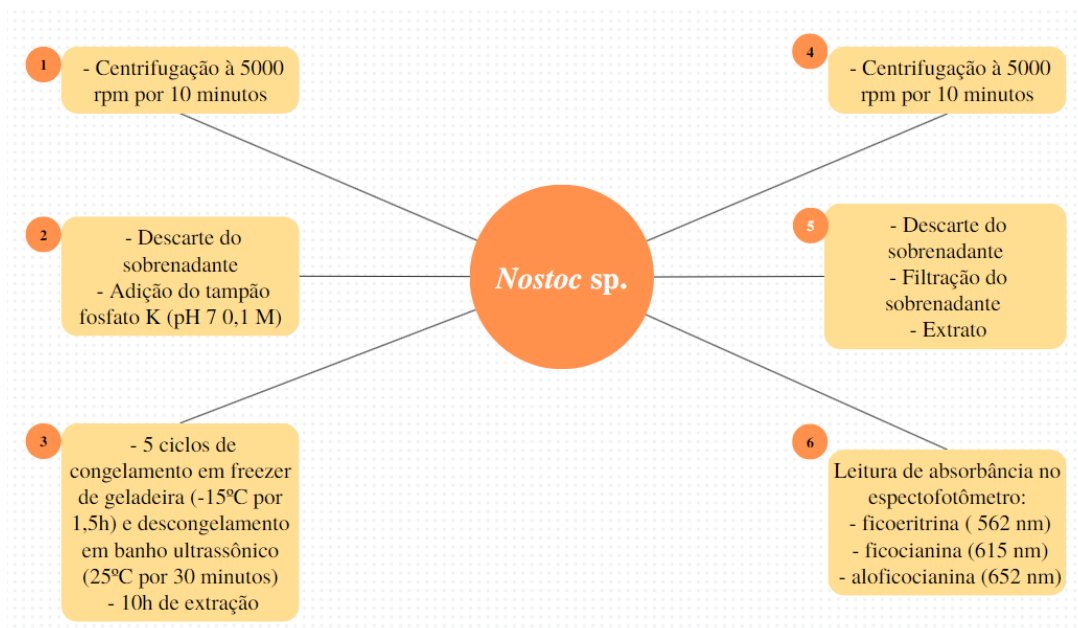 1
- Centrifugação à 5000
rpm por 10 minutos
2
- Descarte do
sobrenadante
- Adição do tampão
fosfato K (pH 7 0,1 M)
3
- 5 ciclos de
congelamento em freezer
de geladeira (-15ºC por
1,5h) e descongelamento
em banho ultrassônico
(25ºC por 30 minutos)
- 10h de extração
Nostoc sp.
4
- Centrifugação à 5000
rpm por 10 minutos
5
- Descarte do
sobrenadante
- Filtração do
sobrenadante
- Extrato
6
Leitura de absorbância no
espectofotômetro:
- ficoeritrina ( 562 nm)
- ficocianina (615 nm)
- aloficocianina (652 nm)